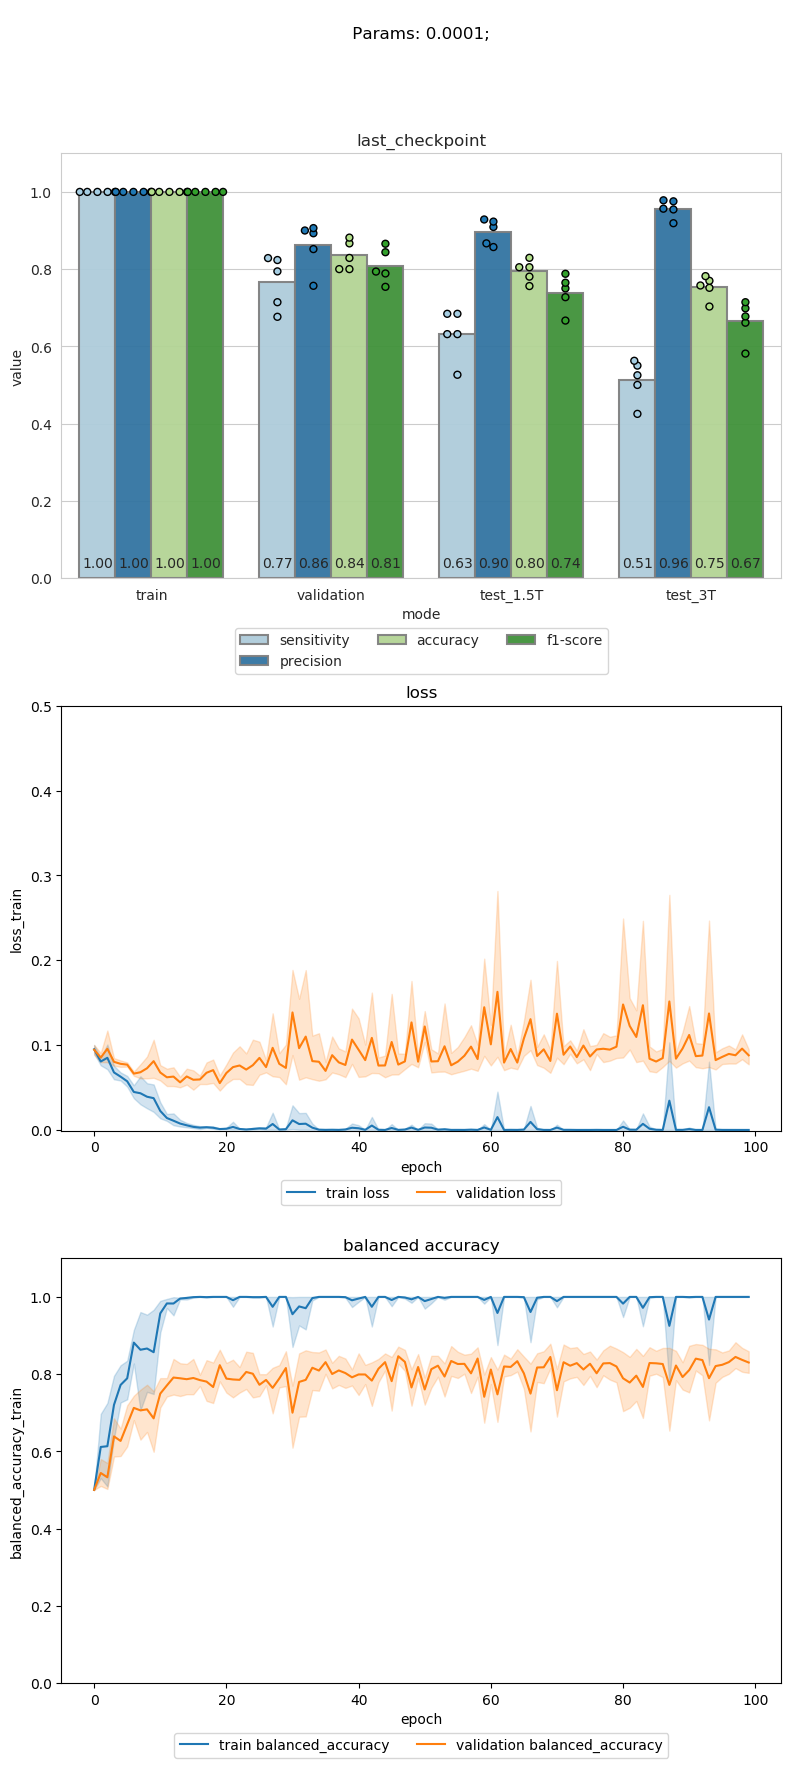 Params: 0.0001;
last_checkpoint
1.0
0.8
0.6
0.4
0.2
0.0
value
1.00 1.00 1.00 1.00 0.77 0.86 0.84 0.81 0.63 0.90 0.80 0.74 0.51 0.96 0.75 0.67
train validation test_1.5T test_3T
mode
sensitivity accuracy f1-score
precision
loss
0.5
0.4
0.3
0.2
0.1
0.0
loss_train
0 20 40 60 80 100
epoch
train loss validation loss
balanced accuracy
1.0
0.8
0.6
0.4
0.2
0.0
balanced_accuracy_train
0 20 40 60 80 100
epoch
train balanced_accuracy validation balanced_accuracy